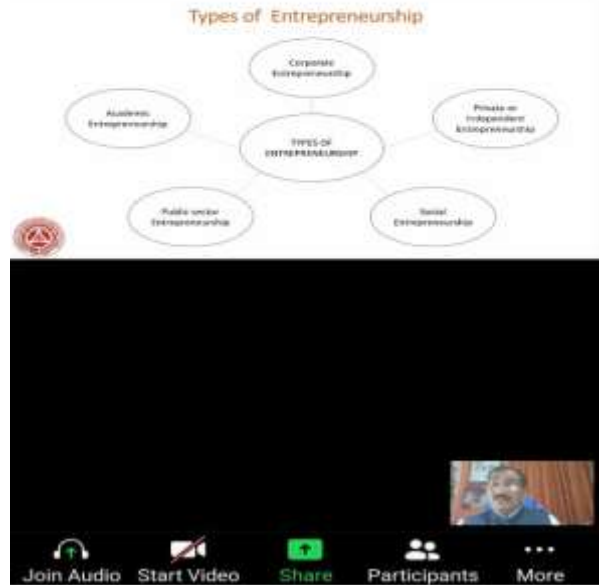 Types of Entrepreneurship
Corporate
Entrepreneurship
Academic
Entrepreneurship
Private or
Independent
Entrepreneurship
TYPES OF
ENTREPRENEURSHIP
Public sector
Entrepreneurship
Social
Entrepreneurship
Join Audio Start Video Share Participants More